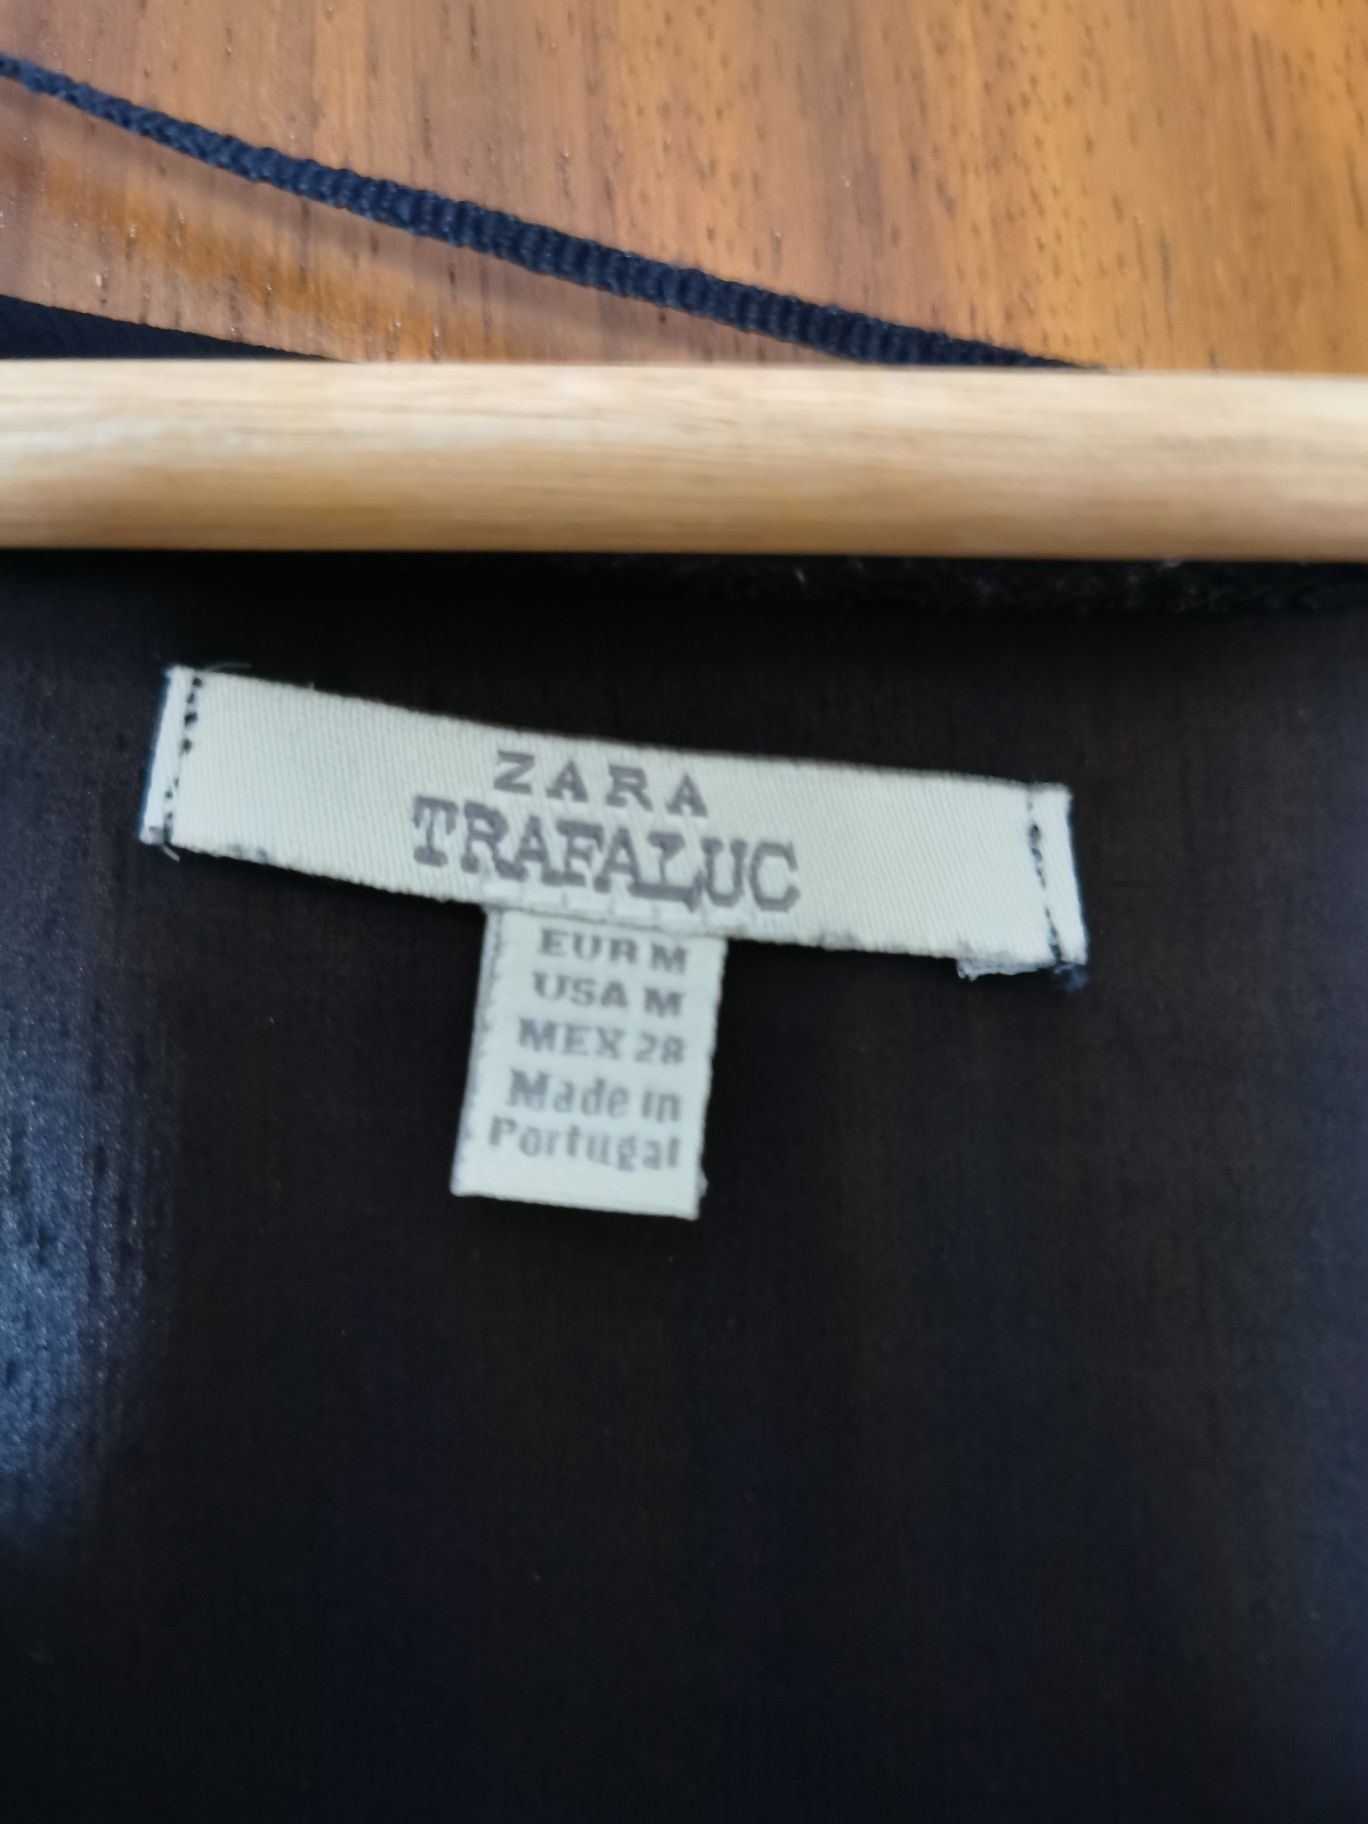 ZARA
TRAFALUC
EUR M
USA M
MEX 28
Made in
Portugal